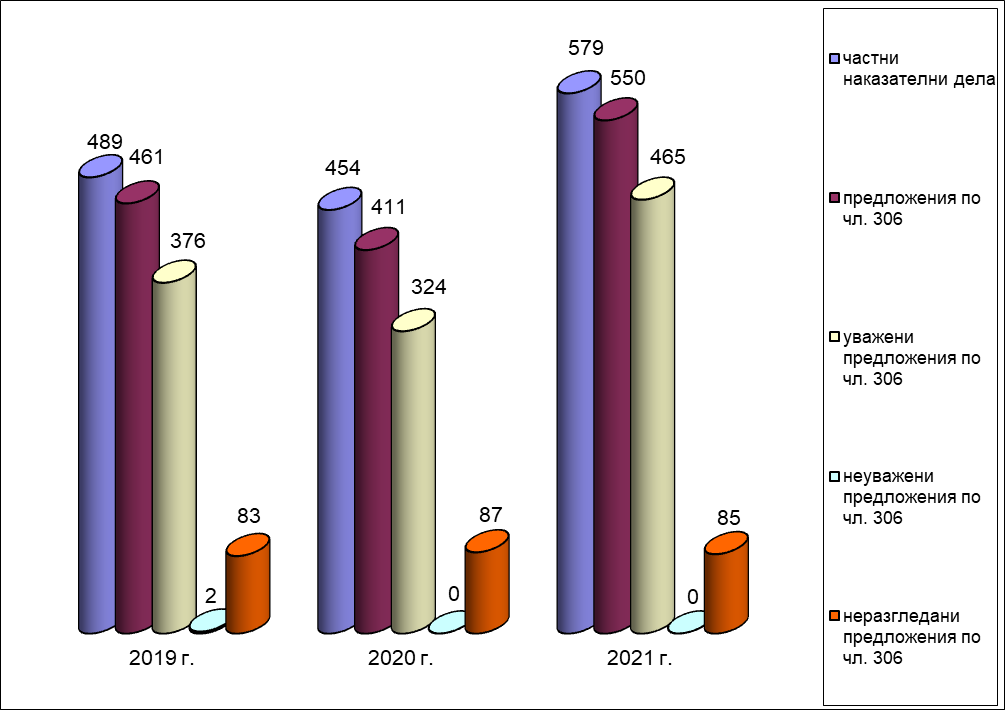 489
461
376
2
83
2019 г.
454
411
324
0
87
2020 г.
579
550
465
0
85
2021 г.
частни
наказателни дела
предложения по
чл. 306
уважени
предложения по
чл. 306
неуважени
предложения по
чл. 306
неразгледани
предложения по
чл. 306